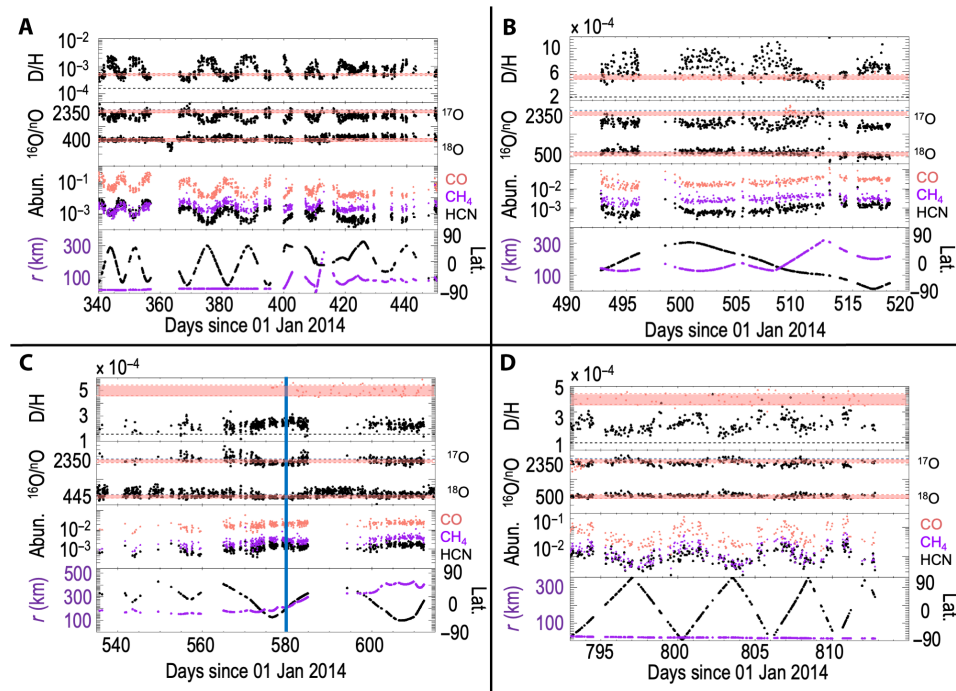 A
10⁻²
D/H
10⁻³
10⁻⁴
2350
¹⁷O
¹⁶O/ⁿO
400
¹⁸O
Abun.
10⁻¹
CO
CH₄
10⁻³
HCN
r (km)
300
100
90
0
−90
Lat.
340 360 380 400 420 440
Days since 01 Jan 2014
B
× 10⁻⁴
10
D/H
6
2
2350
¹⁷O
¹⁶O/ⁿO
500
¹⁸O
Abun.
CO
10⁻²
CH₄
10⁻³
HCN
r (km)
300
100
90
0
−90
Lat.
490 495 500 505 510 515 520
Days since 01 Jan 2014
C
× 10⁻⁴
5
D/H
3
1
2350
¹⁷O
¹⁶O/ⁿO
445
¹⁸O
Abun.
CO
10⁻²
CH₄
10⁻³
HCN
r (km)
500
300
100
90
0
−90
Lat.
540 560 580 600
Days since 01 Jan 2014
D
× 10⁻⁴
5
D/H
3
1
2350
¹⁷O
¹⁶O/ⁿO
500
¹⁸O
Abun.
10⁻¹
CO
CH₄
10⁻²
HCN
r (km)
300
100
90
0
−90
Lat.
795 800 805 810
Days since 01 Jan 2014